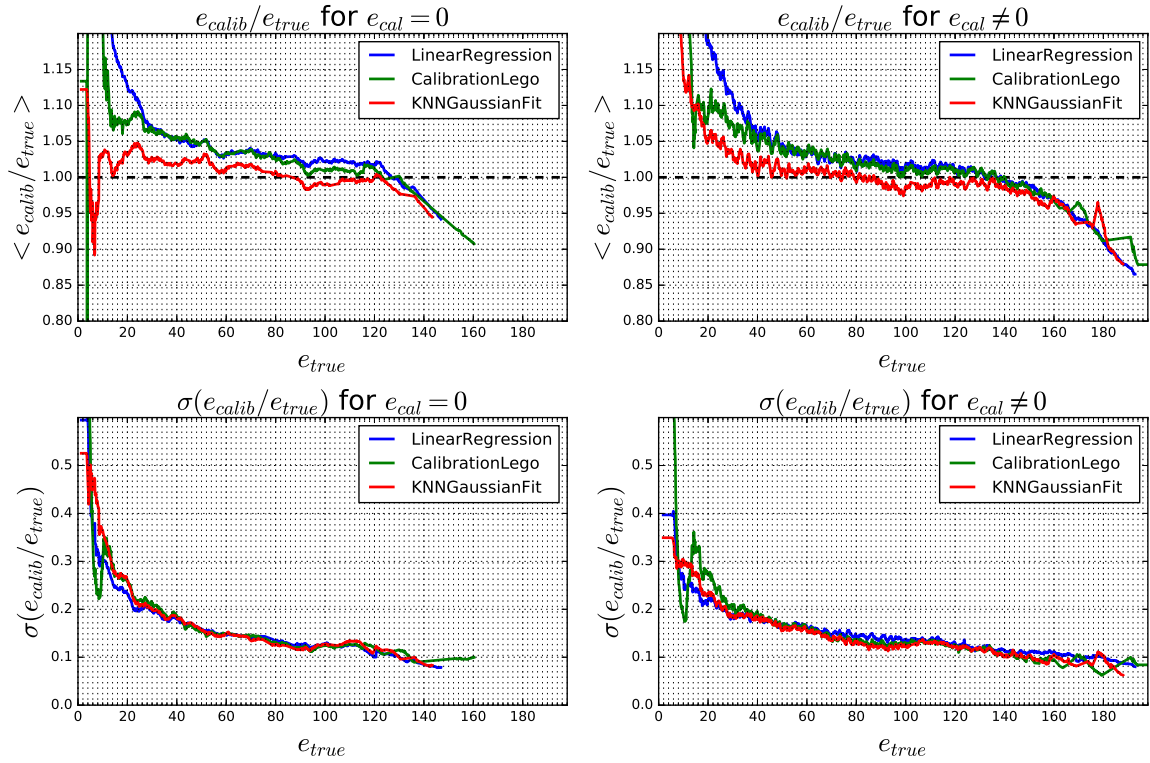 e_calib/e_true for e_cal = 0
<e_calib/e_true>
1.15
1.10
1.05
1.00
0.95
0.90
0.85
0.80
LinearRegression
CalibrationLego
KNNGaussianFit
0 20 40 60 80 100 120 140 160 180
e_true
e_calib/e_true for e_cal ≠ 0
<e_calib/e_true>
1.15
1.10
1.05
1.00
0.95
0.90
0.85
0.80
LinearRegression
CalibrationLego
KNNGaussianFit
0 20 40 60 80 100 120 140 160 180
e_true
σ(e_calib/e_true) for e_cal = 0
σ(e_calib/e_true)
0.5
0.4
0.3
0.2
0.1
0.0
LinearRegression
CalibrationLego
KNNGaussianFit
0 20 40 60 80 100 120 140 160 180
e_true
σ(e_calib/e_true) for e_cal ≠ 0
σ(e_calib/e_true)
0.5
0.4
0.3
0.2
0.1
0.0
LinearRegression
CalibrationLego
KNNGaussianFit
0 20 40 60 80 100 120 140 160 180
e_true